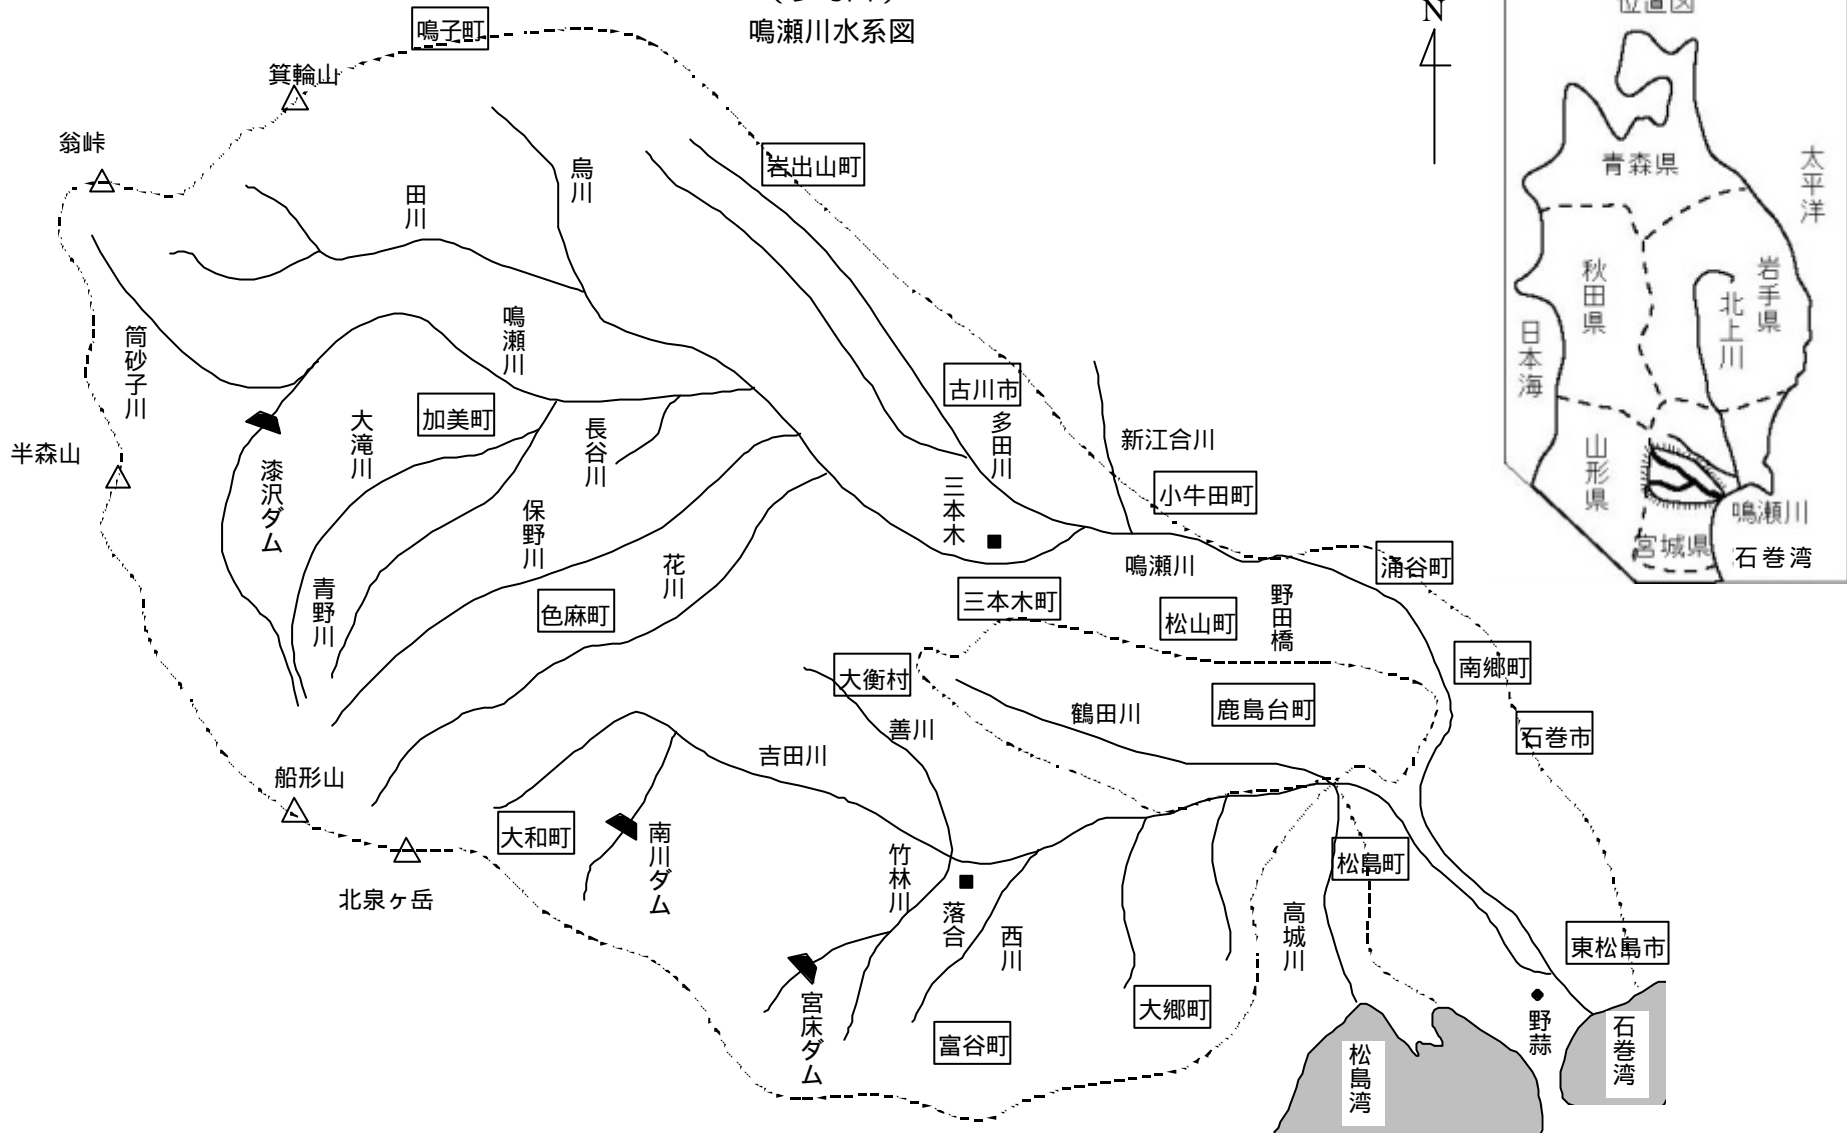 鳴瀬川水系図
N
鳴子町
箕輪山
翁峠
田川
烏川
岩出山町
筒砂子川
鳴瀬川
古川市
多田川
新江合川
小牛田町
半森山
漆沢ダム
大滝川
加美町
長谷川
保野川
三本木
鳴瀬川
涌谷町
青野川
色麻町
花川
三本木町
松山町
野田橋
南郷町
大衡村
善川
鶴田川
鹿島台町
石巻市
船形山
吉田川
大和町
南川ダム
松島町
北泉ヶ岳
竹林川
落合
西川
高城川
東松島市
宮床ダム
富谷町
大郷町
野蒜
松島湾
石巻湾
位置図
青森県
太平洋
秋田県
岩手県
北上川
日本海
山形県
鳴瀬川
宮城県
石巻湾